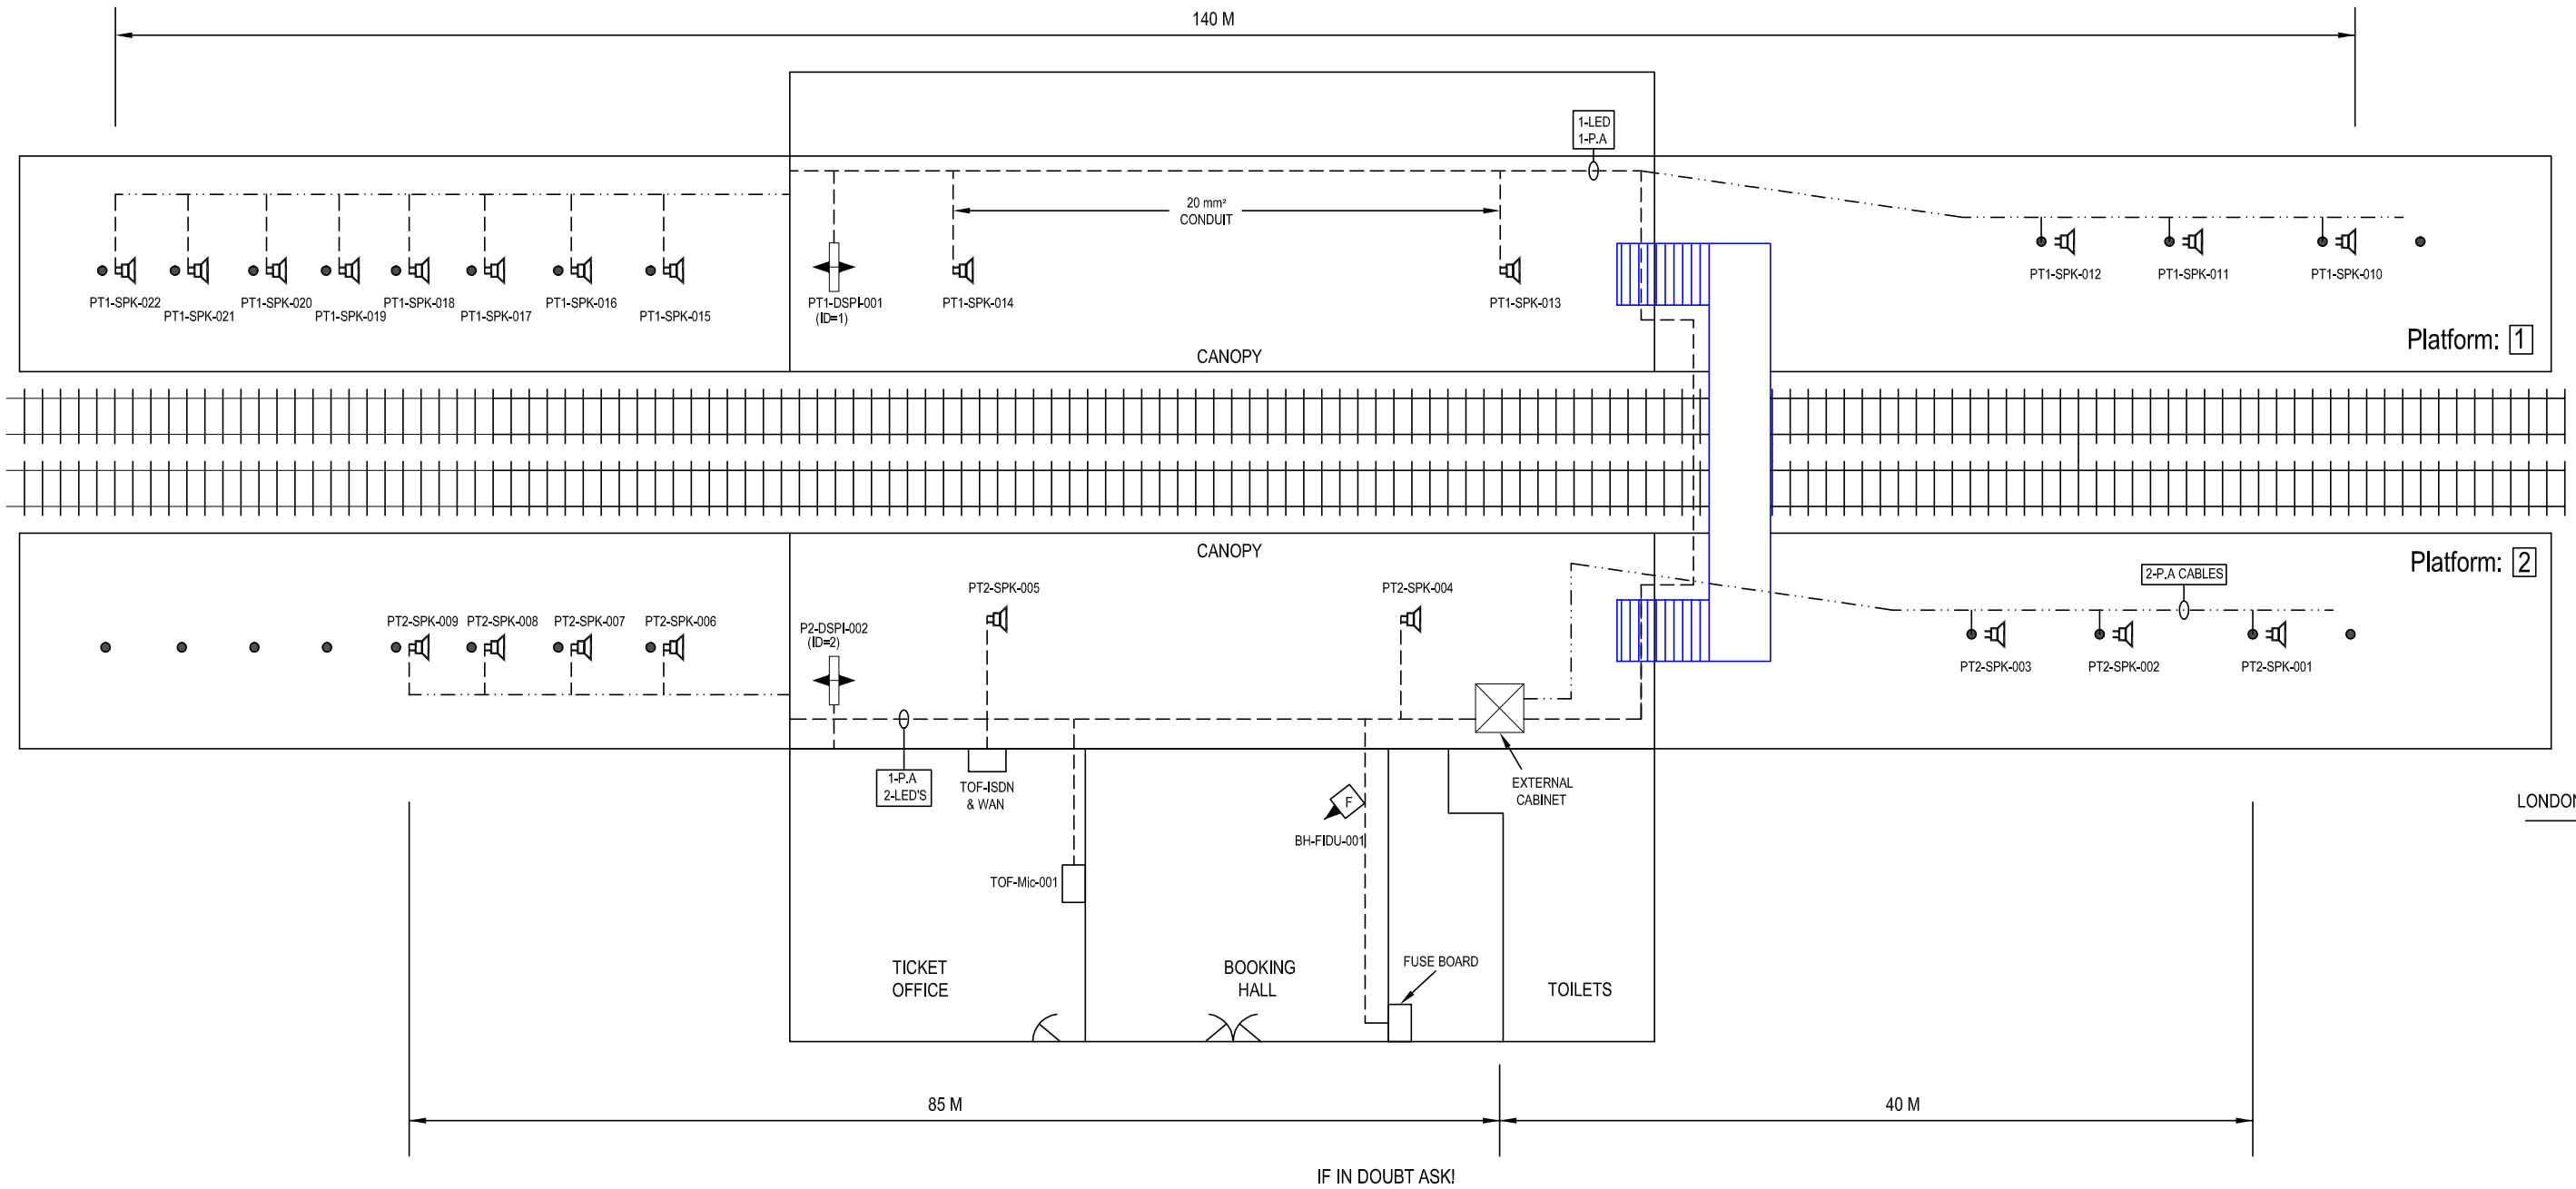 140 M
1-LED
1-P.A
20 mm²
CONDUIT
PT1-SPK-022
PT1-SPK-021
PT1-SPK-020
PT1-SPK-019
PT1-SPK-018
PT1-SPK-017
PT1-SPK-016
PT1-SPK-015
PT1-DSPI-001
(ID=1)
PT1-SPK-014
PT1-SPK-013
PT1-SPK-012
PT1-SPK-011
PT1-SPK-010
Platform: 1
CANOPY
CANOPY
Platform: 2
2-P.A CABLES
PT2-SPK-009
PT2-SPK-008
PT2-SPK-007
PT2-SPK-006
P2-DSPI-002
(ID=2)
PT2-SPK-005
PT2-SPK-004
PT2-SPK-003
PT2-SPK-002
PT2-SPK-001
1-P.A
2-LED'S
TOF-ISDN
& WAN
EXTERNAL
CABINET
F
BH-FIDU-001
LONDON
TOF-Mic-001
TICKET
OFFICE
BOOKING
HALL
FUSE BOARD
TOILETS
85 M
40 M
IF IN DOUBT ASK!